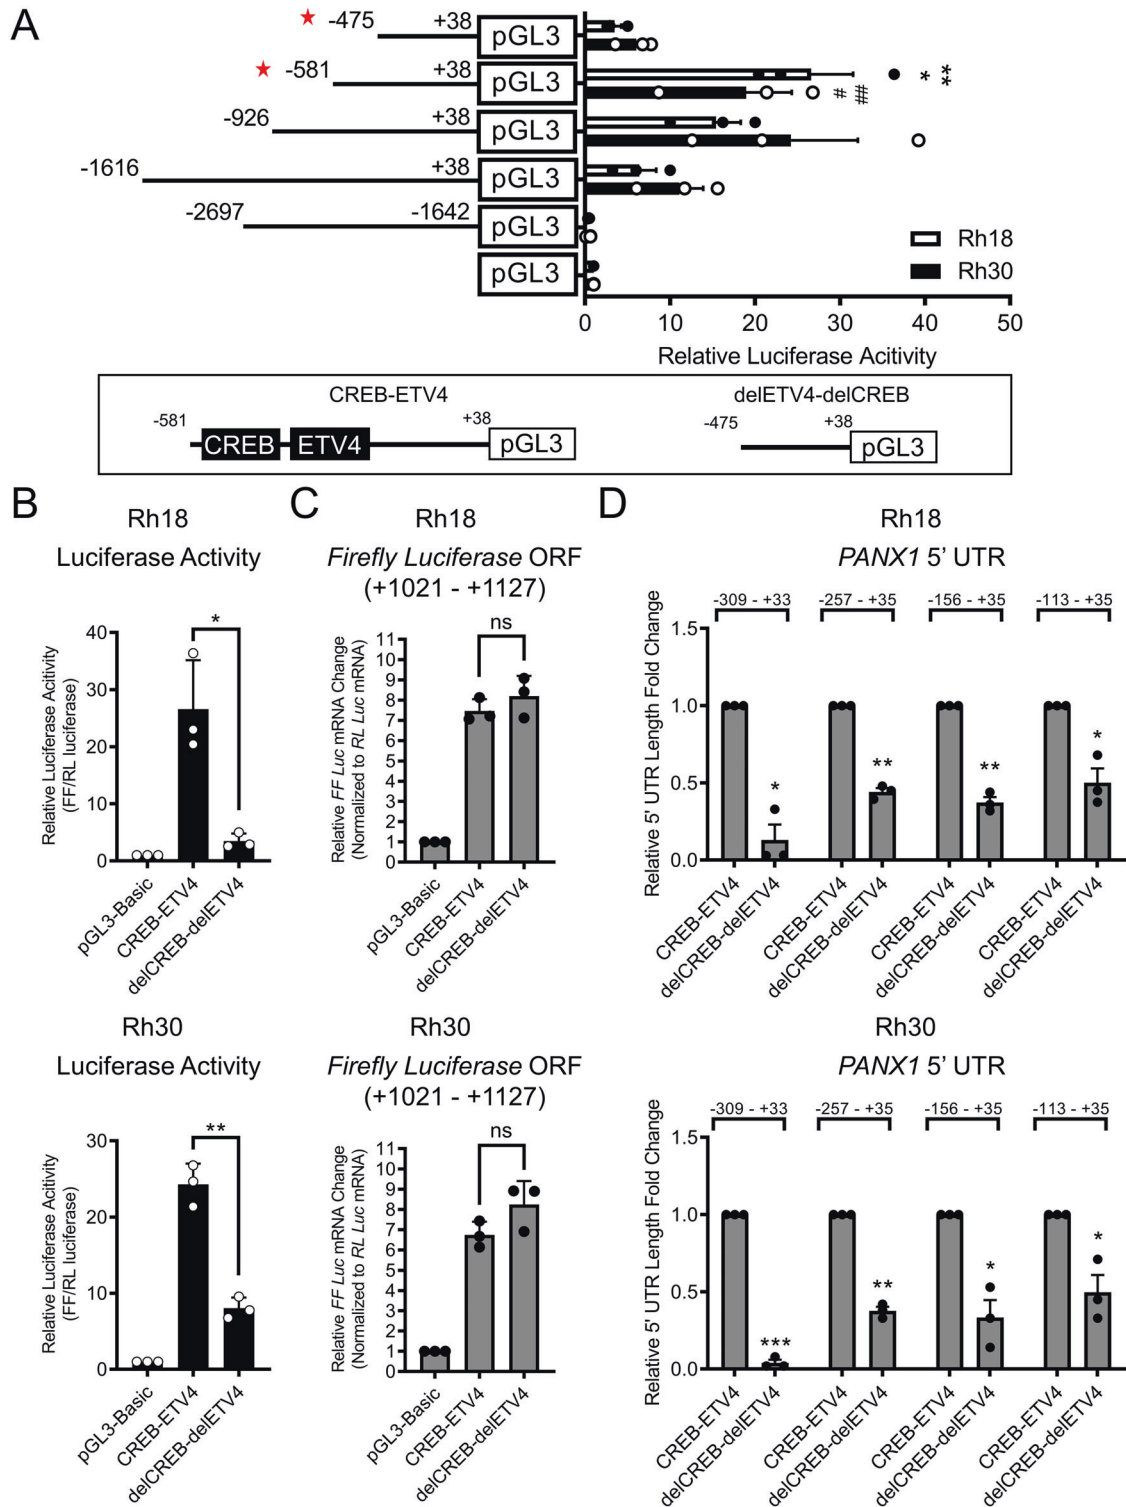 A
-475 +38 pGL3
-581 +38 pGL3 * **
# ##
-926 +38 pGL3
-1616 +38 pGL3
-2697 -1642 pGL3
pGL3
Rh18
Rh30
0 10 20 30 40 50
Relative Luciferase Acitivity
CREB-ETV4 delETV4-delCREB
-581 +38 -475 +38
CREB ETV4 pGL3 pGL3
B
Rh18
Luciferase Activity
*
Relative Luciferase Acitivity
(FF/RL luciferase)
40
30
20
10
0
pGL3-Basic
CREB-ETV4
delCREB-delETV4
Rh30
Luciferase Activity
**
Relative Luciferase Acitivity
(FF/RL luciferase)
30
20
10
0
pGL3-Basic
CREB-ETV4
delCREB-delETV4
C
Rh18
Firefly Luciferase ORF
(+1021 - +1127)
ns
Relative FF Luc mRNA Change
(Normalized to RL Luc mRNA)
11
10
9
8
7
6
5
4
3
2
1
0
pGL3-Basic
CREB-ETV4
delCREB-delETV4
Rh30
Firefly Luciferase ORF
(+1021 - +1127)
ns
Relative FF Luc mRNA Change
(Normalized to RL Luc mRNA)
11
10
9
8
7
6
5
4
3
2
1
0
pGL3-Basic
CREB-ETV4
delCREB-delETV4
D
Rh18
PANX1 5’ UTR
-309 - +33 -257 - +35 -156 - +35 -113 - +35
Relative 5’ UTR Length Fold Change
1.5
1.0
0.5
0.0
* ** ** *
CREB-ETV4
delCREB-delETV4
CREB-ETV4
delCREB-delETV4
CREB-ETV4
delCREB-delETV4
CREB-ETV4
delCREB-delETV4
Rh30
PANX1 5’ UTR
-309 - +33 -257 - +35 -156 - +35 -113 - +35
Relative 5’ UTR Length Fold Change
1.5
1.0
0.5
0.0
*** ** * *
CREB-ETV4
delCREB-delETV4
CREB-ETV4
delCREB-delETV4
CREB-ETV4
delCREB-delETV4
CREB-ETV4
delCREB-delETV4